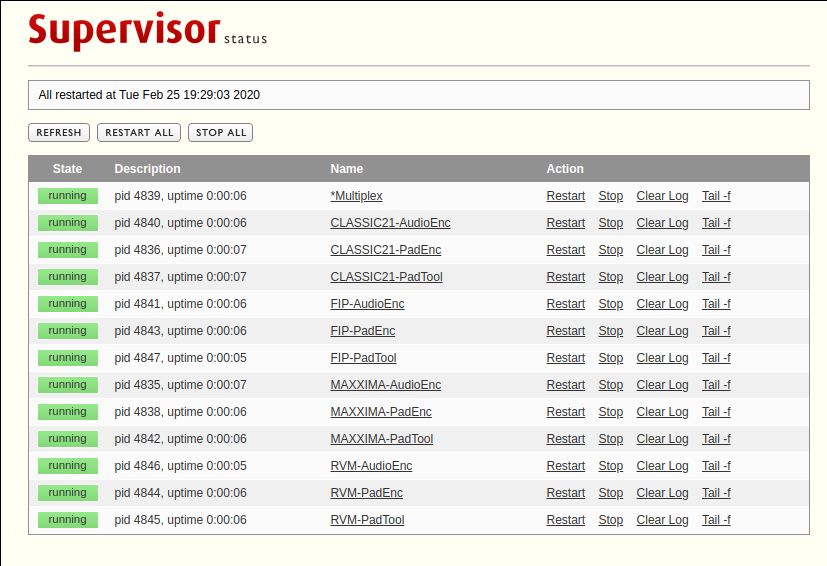 Supervisor status
All restarted at Tue Feb 25 19:29:03 2020
REFRESH RESTART ALL STOP ALL
State Description Name Action
running pid 4839, uptime 0:00:06 *Multiplex Restart Stop Clear Log Tail -f
running pid 4840, uptime 0:00:06 CLASSIC21-AudioEnc Restart Stop Clear Log Tail -f
running pid 4836, uptime 0:00:07 CLASSIC21-PadEnc Restart Stop Clear Log Tail -f
running pid 4837, uptime 0:00:07 CLASSIC21-PadTool Restart Stop Clear Log Tail -f
running pid 4841, uptime 0:00:06 FIP-AudioEnc Restart Stop Clear Log Tail -f
running pid 4843, uptime 0:00:06 FIP-PadEnc Restart Stop Clear Log Tail -f
running pid 4847, uptime 0:00:05 FIP-PadTool Restart Stop Clear Log Tail -f
running pid 4835, uptime 0:00:07 MAXXIMA-AudioEnc Restart Stop Clear Log Tail -f
running pid 4838, uptime 0:00:06 MAXXIMA-PadEnc Restart Stop Clear Log Tail -f
running pid 4842, uptime 0:00:06 MAXXIMA-PadTool Restart Stop Clear Log Tail -f
running pid 4846, uptime 0:00:05 RVM-AudioEnc Restart Stop Clear Log Tail -f
running pid 4844, uptime 0:00:06 RVM-PadEnc Restart Stop Clear Log Tail -f
running pid 4845, uptime 0:00:06 RVM-PadTool Restart Stop Clear Log Tail -f